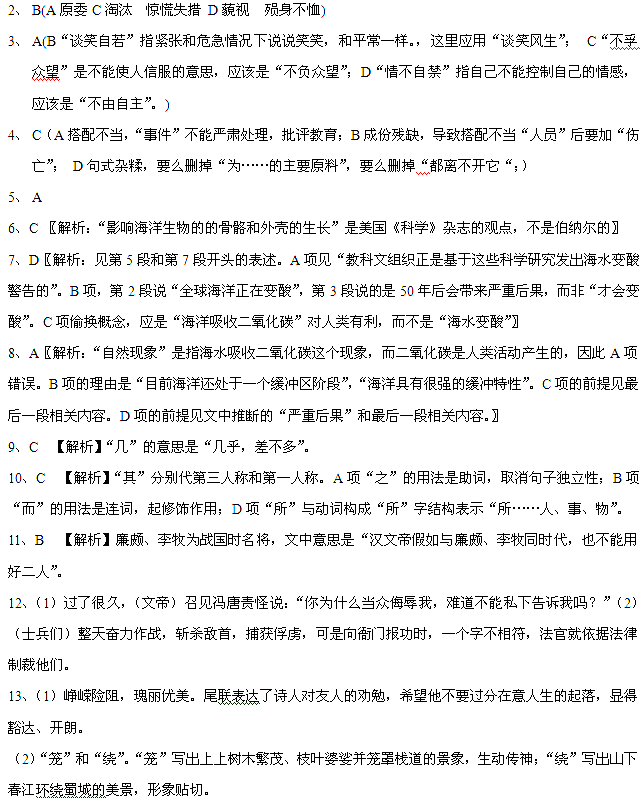 2、 B(A 原委 C 淘汰　惊慌失措 D 藐视　殒身不恤)
3、 A(B“谈笑自若”指紧张和危急情况下说说笑笑，和平常一样。，这里应用“谈笑风生”； C“不孚
众望”是不能使人信服的意思，应该是“不负众望”；D“情不自禁”指自己不能控制自己的情感，
应该是“不由自主”。)
4、 C（A 搭配不当，“事件”不能严肃处理，批评教育；B 成份残缺，导致搭配不当“人员”后要加“伤
亡”； D 句式杂糅，要么删掉“为……的主要原料”，要么删掉“都离不开它“；）
5、 A
6、C〖解析：“影响海洋生物的的骨骼和外壳的生长”是美国《科学》杂志的观点，不是伯纳尔的〗
7、D〖解析：见第 5 段和第 7 段开头的表述。A 项见“教科文组织正是基于这些科学研究发出海水变酸
警告的”。B 项，第 2 段说“全球海洋正在变酸”，第 3 段说的是 50 年后会带来严重后果，而非“才会变
酸”。C 项偷换概念，应是“海洋吸收二氧化碳”对人类有利，而不是“海水变酸”〗
8、A〖解析：“自然现象”是指海水吸收二氧化碳这个现象，而二氧化碳是人类活动产生的，因此 A 项
错误。B 项的理由是“目前海洋还处于一个缓冲区阶段”，“海洋具有很强的缓冲特性”。C 项的前提见最
后一段相关内容。D 项的前提见文中推断的“严重后果”和最后一段相关内容。〗
9、C 【解析】“几”的意思是“几乎，差不多”。
10、C 【解析】“其”分别代第三人称和第一人称。A 项“之”的用法是助词，取消句子独立性；B 项
“而”的用法是连词，起修饰作用；D 项“所”与动词构成“所”字结构表示“所……人、事、物”。
11、B 【解析】廉颇、李牧为战国时名将，文中意思是“汉文帝假如与廉颇、李牧同时代，也不能用
好二人”。
12、（1）过了很久，（文帝）召见冯唐责怪说：“你为什么当众侮辱我，难道不能私下告诉我吗？”（2）
（士兵们）整天奋力作战，斩杀敌首，捕获俘虏，可是向衙门报功时，一个字不相符，法官就依据法律
制裁他们。
13、（1）峥嵘险阻，瑰丽优美。尾联表达了诗人对友人的劝勉，希望他不要过分在意人生的起落，显得
豁达、开朗。
（2）“笼”和“绕”。“笼”写出上上树木繁茂、枝叶婆娑并笼罩栈道的景象，生动传神；“绕”写出山下
春江环绕蜀城的美景，形象贴切。